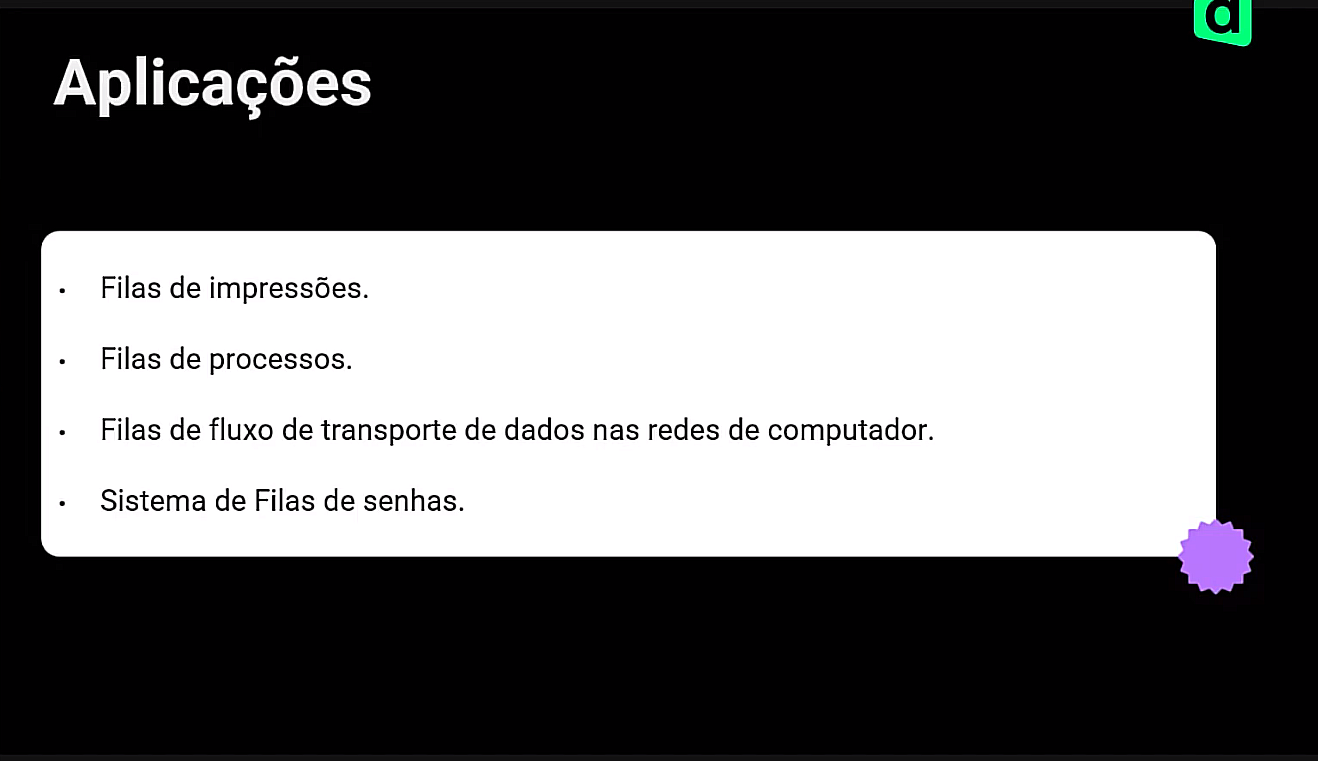 d
Aplicações
• Filas de impressões.
• Filas de processos.
• Filas de fluxo de transporte de dados nas redes de computador.
• Sistema de Filas de senhas.